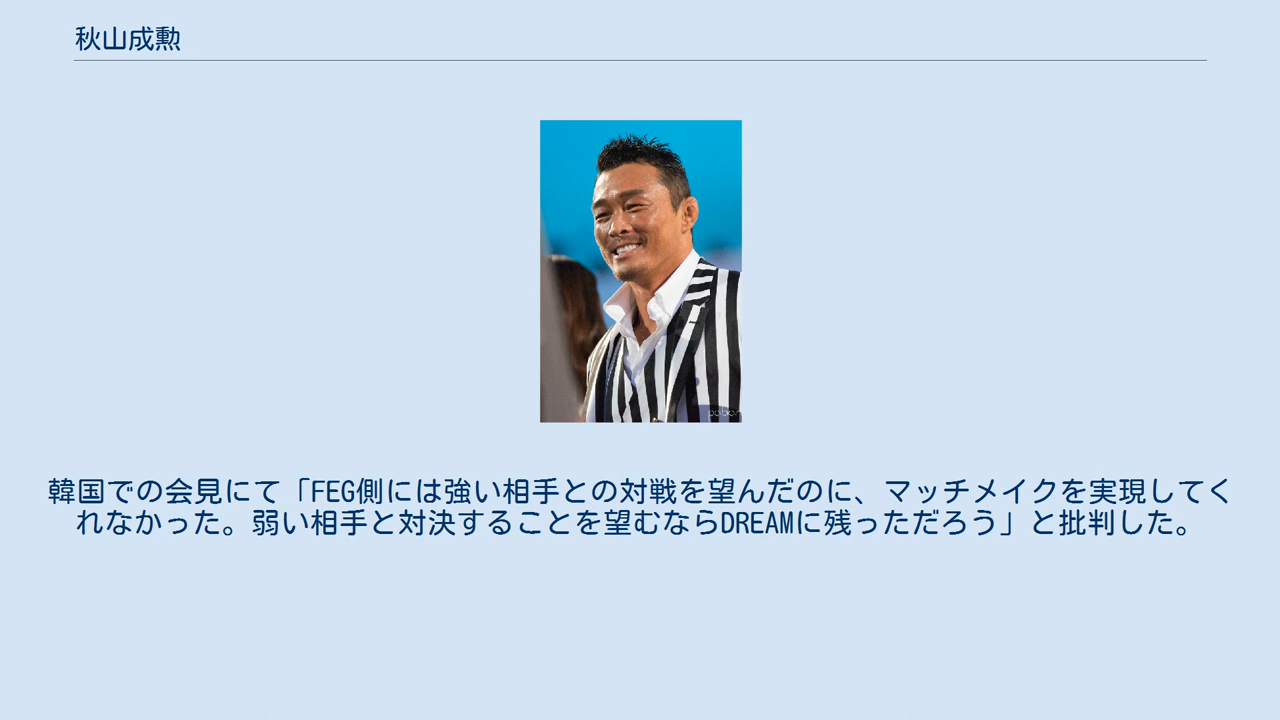 秋山成勲
韓国での会見にて「FEG側には強い相手との対戦を望んだのに、マッチメイクを実現してく
れなかった。弱い相手と対決することを望むならDREAMに残っただろう」と批判した。